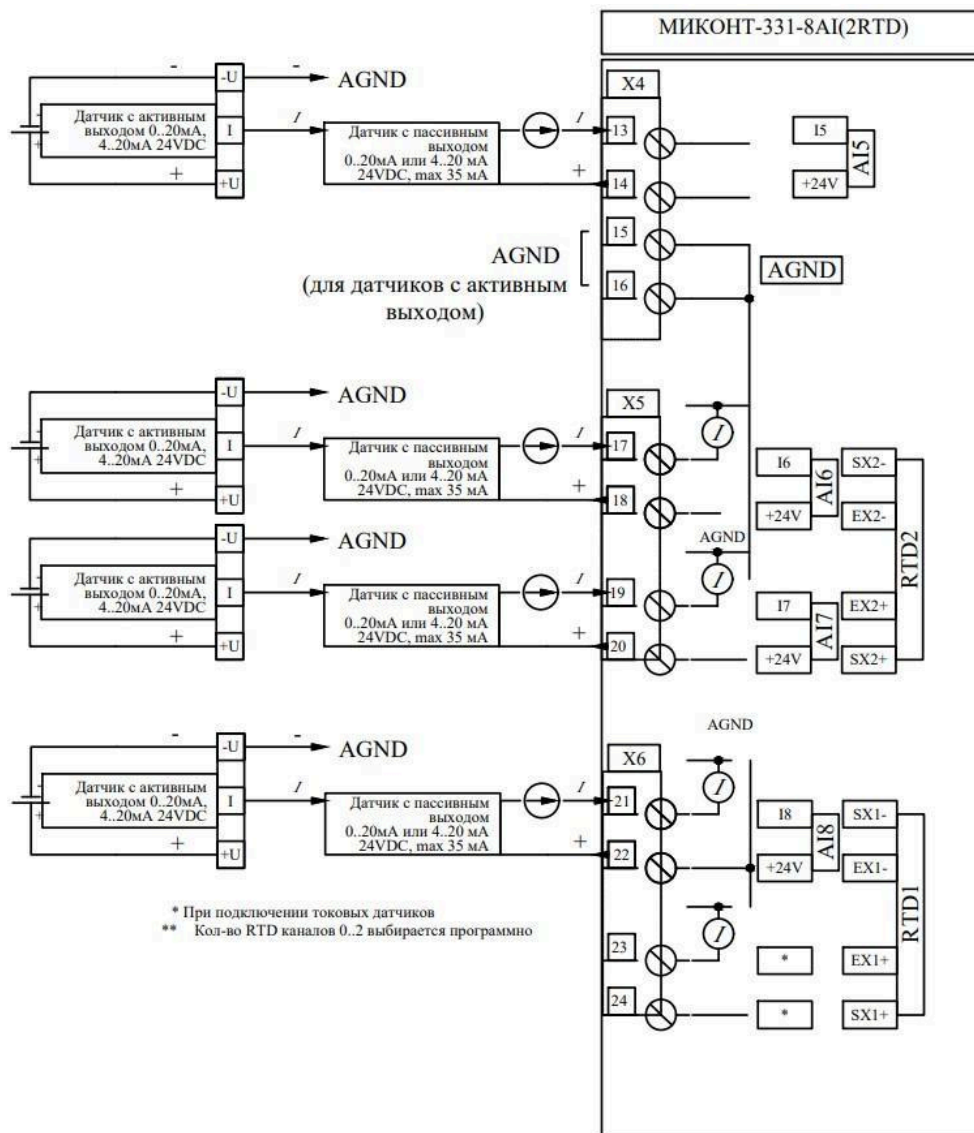 МИКОНТ-331-8AI(2RTD)
- -
-U
AGND
X4
Датчик с активным
выходом 0..20мА,
4..20мА 24VDC
- +
I
I
Датчик с пассивным
выходом
0..20мА или 4..20 мА
24VDC, max 35 мА
I
13
I5
+
+U
+
14
+24V
AI5
15
AGND
(для датчиков с активным
выходом)
16
AGND
-U
AGND
X5
Датчик с активным
выходом 0..20мА,
4..20мА 24VDC
- +
I
I
Датчик с пассивным
выходом
0..20мА или 4..20 мА
24VDC, max 35 мА
I
17
I
I6
SX2-
+
+U
+
18
+24V
AI6
EX2-
-U
AGND
AGND
RTD2
Датчик с активным
выходом 0..20мА,
4..20мА 24VDC
- +
I
I
Датчик с пассивным
выходом
0..20мА или 4..20 мА
24VDC, max 35 мА
I
19
I
I7
EX2+
+
+U
+
20
+24V
AI7
SX2+
- -
-U
AGND
AGND
X6
Датчик с активным
выходом 0..20мА,
4..20мА 24VDC
- +
I
I
Датчик с пассивным
выходом
0..20мА или 4..20 мА
24VDC, max 35 мА
I
21
I
I8
SX1-
+
+U
+
22
+24V
AI8
EX1-
RTD1
* При подключении токовых датчиков
** Кол-во RTD каналов 0..2 выбирается программно
23
I
*
EX1+
24
*
SX1+